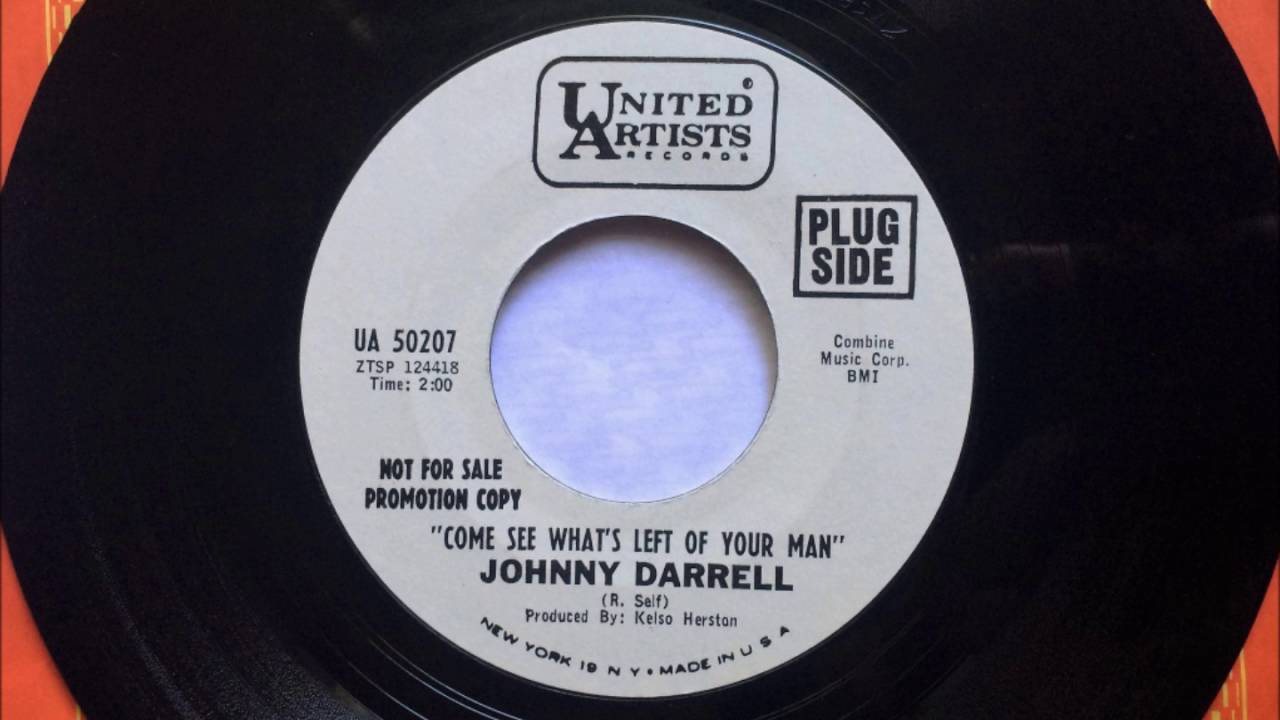 UNITED
ARTISTS
RECORDS
PLUG
SIDE
UA 50207
ZTSP 124418
Time: 2:00
Combine
Music Corp.
BMI
NOT FOR SALE
PROMOTION COPY
"COME SEE WHAT'S LEFT OF YOUR MAN"
JOHNNY DARRELL
(R. Self)
Produced By: Kelso Herston
NEW YORK 19 N Y • MADE IN U S A